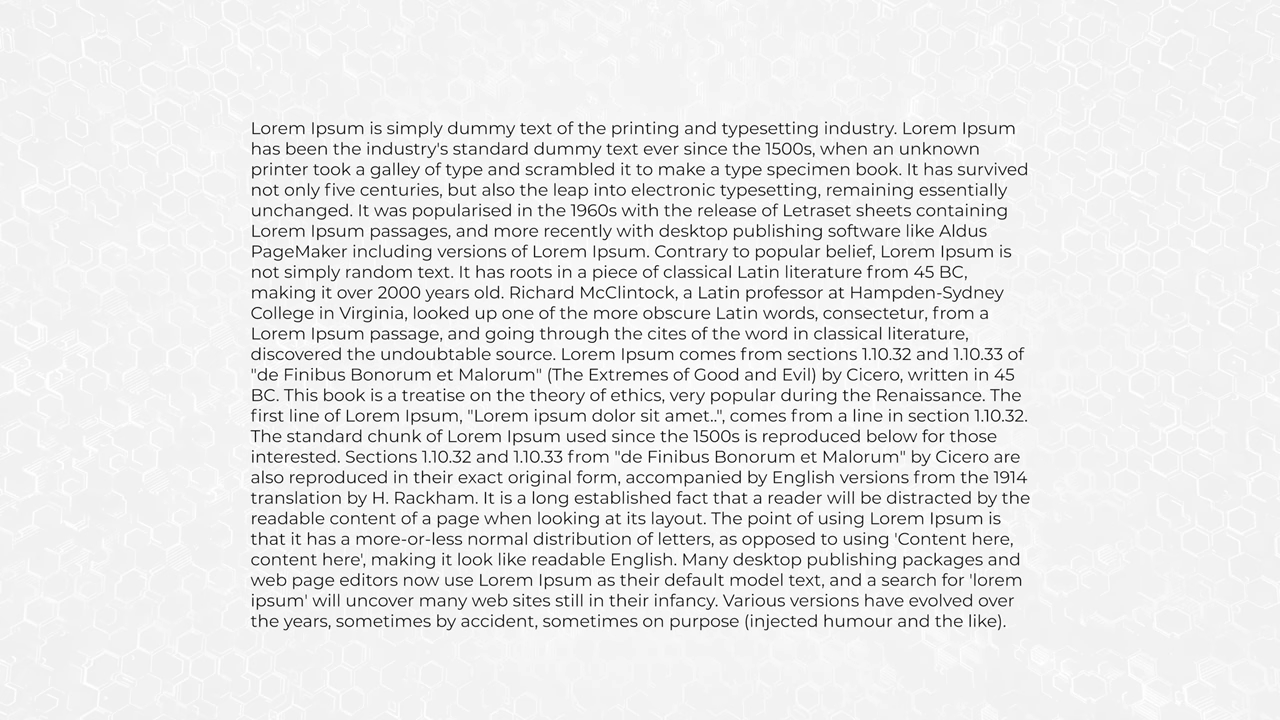 Lorem Ipsum is simply dummy text of the printing and typesetting industry. Lorem Ipsum
has been the industry's standard dummy text ever since the 1500s, when an unknown
printer took a galley of type and scrambled it to make a type specimen book. It has survived
not only five centuries, but also the leap into electronic typesetting, remaining essentially
unchanged. It was popularised in the 1960s with the release of Letraset sheets containing
Lorem Ipsum passages, and more recently with desktop publishing software like Aldus
PageMaker including versions of Lorem Ipsum. Contrary to popular belief, Lorem Ipsum is
not simply random text. It has roots in a piece of classical Latin literature from 45 BC,
making it over 2000 years old. Richard McClintock, a Latin professor at Hampden-Sydney
College in Virginia, looked up one of the more obscure Latin words, consectetur, from a
Lorem Ipsum passage, and going through the cites of the word in classical literature,
discovered the undoubtable source. Lorem Ipsum comes from sections 1.10.32 and 1.10.33 of
"de Finibus Bonorum et Malorum" (The Extremes of Good and Evil) by Cicero, written in 45
BC. This book is a treatise on the theory of ethics, very popular during the Renaissance. The
first line of Lorem Ipsum, "Lorem ipsum dolor sit amet..", comes from a line in section 1.10.32.
The standard chunk of Lorem Ipsum used since the 1500s is reproduced below for those
interested. Sections 1.10.32 and 1.10.33 from "de Finibus Bonorum et Malorum" by Cicero are
also reproduced in their exact original form, accompanied by English versions from the 1914
translation by H. Rackham. It is a long established fact that a reader will be distracted by the
readable content of a page when looking at its layout. The point of using Lorem Ipsum is
that it has a more-or-less normal distribution of letters, as opposed to using 'Content here,
content here', making it look like readable English. Many desktop publishing packages and
web page editors now use Lorem Ipsum as their default model text, and a search for 'lorem
ipsum' will uncover many web sites still in their infancy. Various versions have evolved over
the years, sometimes by accident, sometimes on purpose (injected humour and the like).